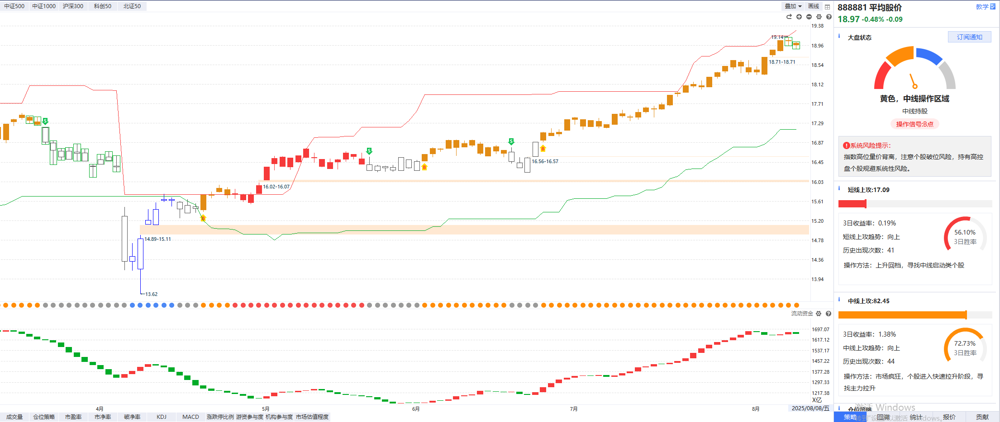 中证500 中证1000 沪深300 科创50 北证50
叠加 画线
888881 平均股价 教学
18.97 -0.48% -0.09
大盘状态 订阅通知
黄色，中线操作区域
中线持股
操作信号:B点
系统风险提示：
指数高位量价背离，注意个股破位风险，持有高控
盘个股规避系统性风险。
短线上攻:17.09
3日收益率：0.19%
短线上攻趋势：向上
历史出现次数：41
56.10%
3日胜率
操作方法：上升回档，寻找中线启动类个股
中线上攻:82.45
3日收益率：1.38%
中线上攻趋势：向上
历史出现次数：44
72.73%
3日胜率
操作方法：市场疯狂，个股进入快速拉升阶段，寻
找主力拉升
仓位策略
激活 Windows
转到"设置"以激活 Windows。
策略 回溯 统计 报价 贡献
19.38
18.96
18.54
18.12
17.71
17.29
16.87
16.45
16.03
15.61
15.20
14.78
14.36
13.94
19.14
18.71-18.71
S
S
S
B
B
B
16.56-16.57
16.02-16.07
14.89-15.11
13.62
流动资金
1697.07
1617.12
1537.17
1457.22
1377.28
1297.33
1217.38
X亿
4月 5月 6月 7月 8月 2025/08/08/五
成交量 仓位策略 市盈率 市净率 破净率 KDJ MACD 涨跌停比例 游资参与度 机构参与度 市场估值程度